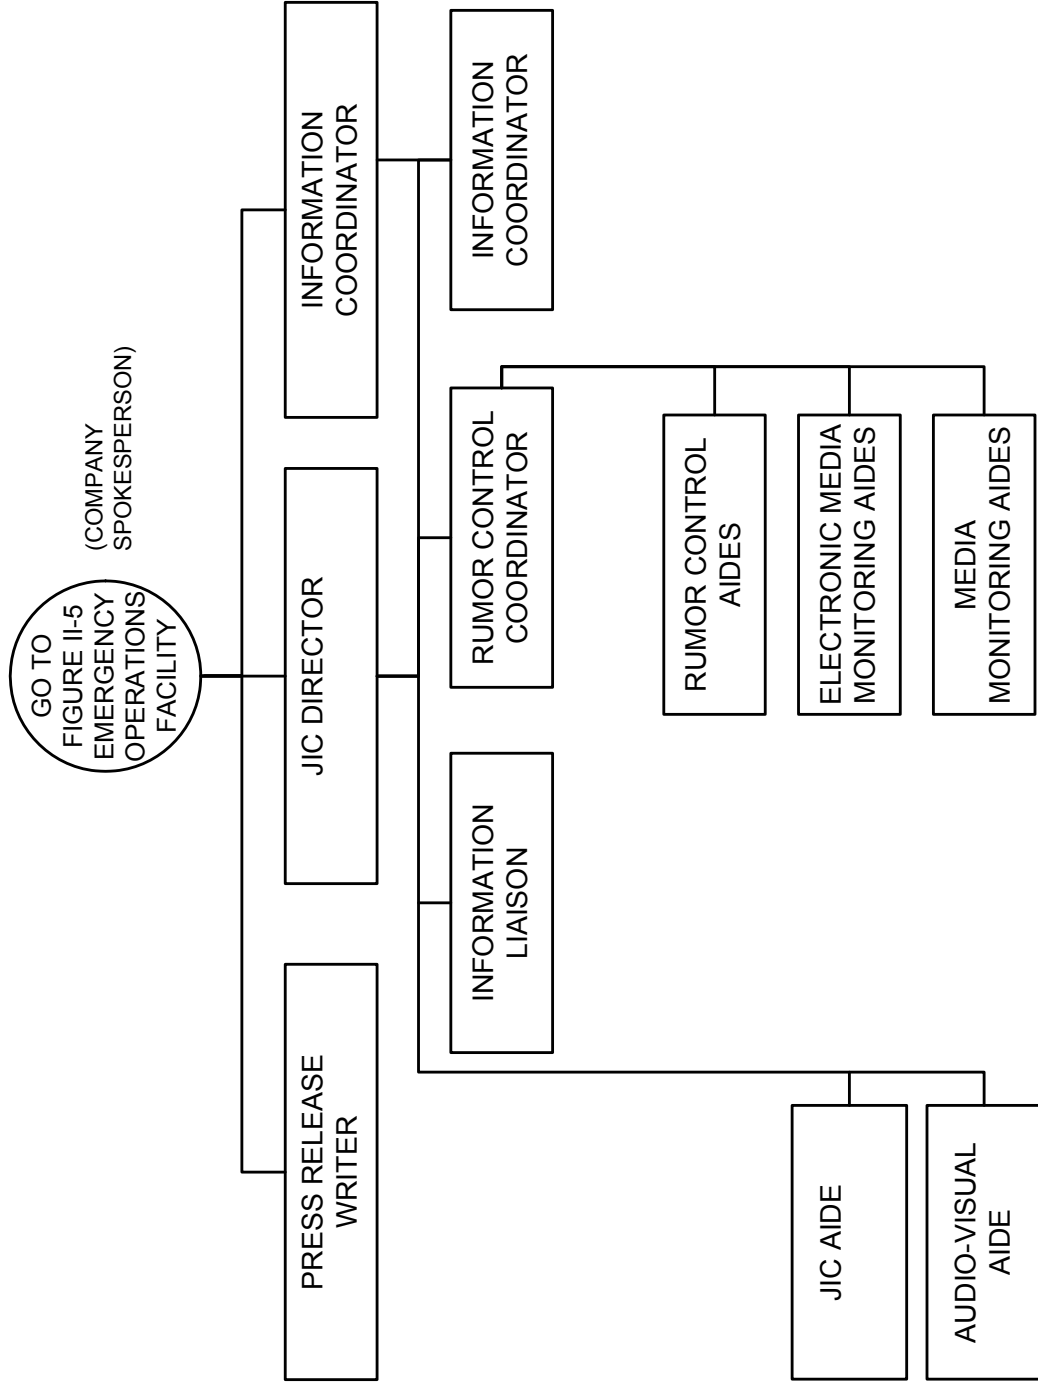 GO TO
FIGURE II-5
EMERGENCY
OPERATIONS
FACILITY
(COMPANY
SPOKESPERSON)
PRESS RELEASE
WRITER
JIC DIRECTOR
INFORMATION
COORDINATOR
INFORMATION
LIAISON
RUMOR CONTROL
COORDINATOR
INFORMATION
COORDINATOR
RUMOR CONTROL
AIDES
JIC AIDE
ELECTRONIC MEDIA
MONITORING AIDES
AUDIO-VISUAL
AIDE
MEDIA
MONITORING AIDES